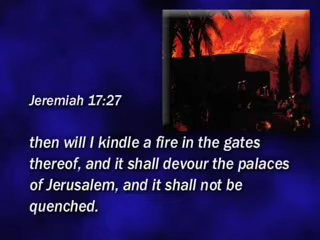 Jeremiah 17:27
then will I kindle a fire in the gates
thereof, and it shall devour the palaces
of Jerusalem, and it shall not be
quenched.